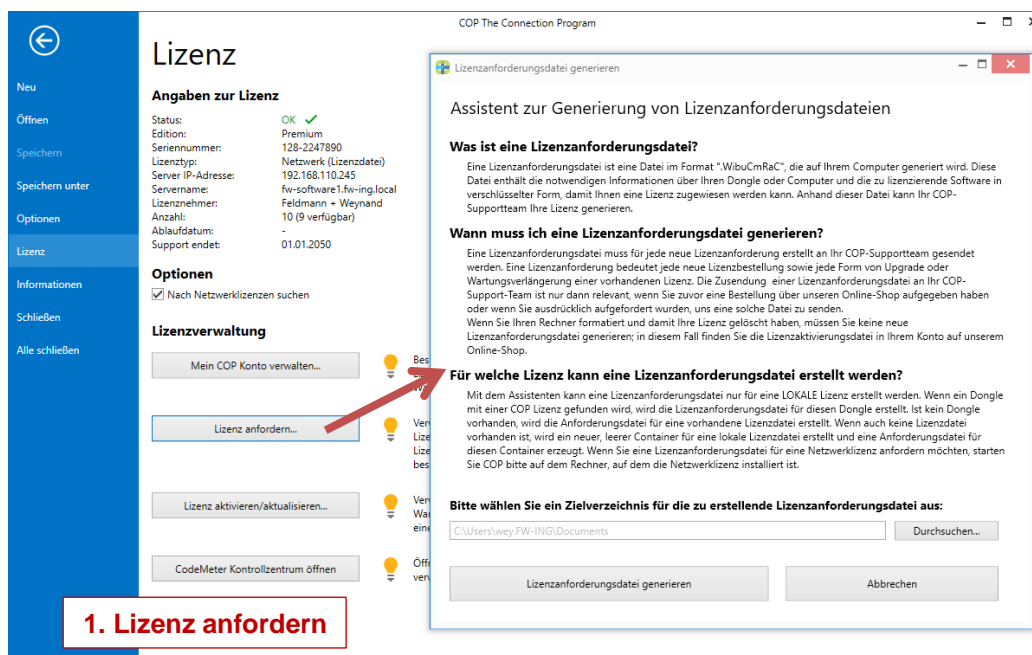 COP The Connection Program
Neu
Öffnen
Speichern
Speichern unter
Optionen
Lizenz
Informationen
Schließen
Alle schließen
Lizenz
Angaben zur Lizenz
Status: OK
Edition: Premium
Seriennummer: 128-2247890
Lizenztyp: Netzwerk (Lizenzdatei)
Server IP-Adresse: 192.168.110.245
Servername: fw-software1.fw-ing.local
Lizenznehmer: Feldmann + Weynand
Anzahl: 10 (9 verfügbar)
Ablaufdatum: -
Support endet: 01.01.2050
Optionen
Nach Netzwerklizenzen suchen
Lizenzverwaltung
Mein COP Konto verwalten...
Lizenz anfordern...
Lizenz aktivieren/aktualisieren...
CodeMeter Kontrollzentrum öffnen
1. Lizenz anfordern
Lizenzanforderungsdatei generieren
Assistent zur Generierung von Lizenzanforderungsdateien
Was ist eine Lizenzanforderungsdatei?
Eine Lizenzanforderungsdatei ist eine Datei im Format ".WibuCmRaC", die auf Ihrem Computer generiert wird. Diese
Datei enthält die notwendigen Informationen über Ihren Dongle oder Computer und die zu lizenzierende Software in
verschlüsselter Form, damit Ihnen eine Lizenz zugewiesen werden kann. Anhand dieser Datei kann Ihr COP-
Supportteam Ihre Lizenz generieren.
Wann muss ich eine Lizenzanforderungsdatei generieren?
Eine Lizenzanforderungsdatei muss für jede neue Lizenzanforderung erstellt an Ihr COP-Supportteam gesendet
werden. Eine Lizenzanforderung bedeutet jede neue Lizenzbestellung sowie jede Form von Upgrade oder
Wartungsverlängerung einer vorhandenen Lizenz. Die Zusendung einer Lizenzanforderungsdatei an Ihr COP-
Support-Team ist nur dann relevant, wenn Sie zuvor eine Bestellung über unseren Online-Shop aufgegeben haben
oder wenn Sie ausdrücklich aufgefordert wurden, uns eine solche Datei zu senden.
Wenn Sie Ihren Rechner formatiert und damit Ihre Lizenz gelöscht haben, müssen Sie keine neue
Lizenzanforderungsdatei generieren; in diesem Fall finden Sie die Lizenzaktivierungsdatei in Ihrem Konto auf unserem
Online-Shop.
Für welche Lizenz kann eine Lizenzanforderungsdatei erstellt werden?
Mit dem Assistenten kann eine Lizenzanforderungsdatei nur für eine LOKALE Lizenz erstellt werden. Wenn ein Dongle
mit einer COP Lizenz gefunden wird, wird die Lizenzanforderungsdatei für diesen Dongle erstellt. Ist kein Dongle
vorhanden, wird die Anforderungsdatei für eine vorhandene Lizenzdatei erstellt. Wenn auch keine Lizenzdatei
vorhanden ist, wird ein neuer, leerer Container für eine lokale Lizenzdatei erstellt und eine Anforderungsdatei für
diesen Container erzeugt. Wenn Sie eine Lizenzanforderungsdatei für eine Netzwerklizenz anfordern möchten, starten
Sie COP bitte auf dem Rechner, auf dem die Netzwerklizenz installiert ist.
Bitte wählen Sie ein Zielverzeichnis für die zu erstellende Lizenzanforderungsdatei aus:
C:\Users\wey.FW-ING\Documents
Durchsuchen...
Lizenzanforderungsdatei generieren
Abbrechen